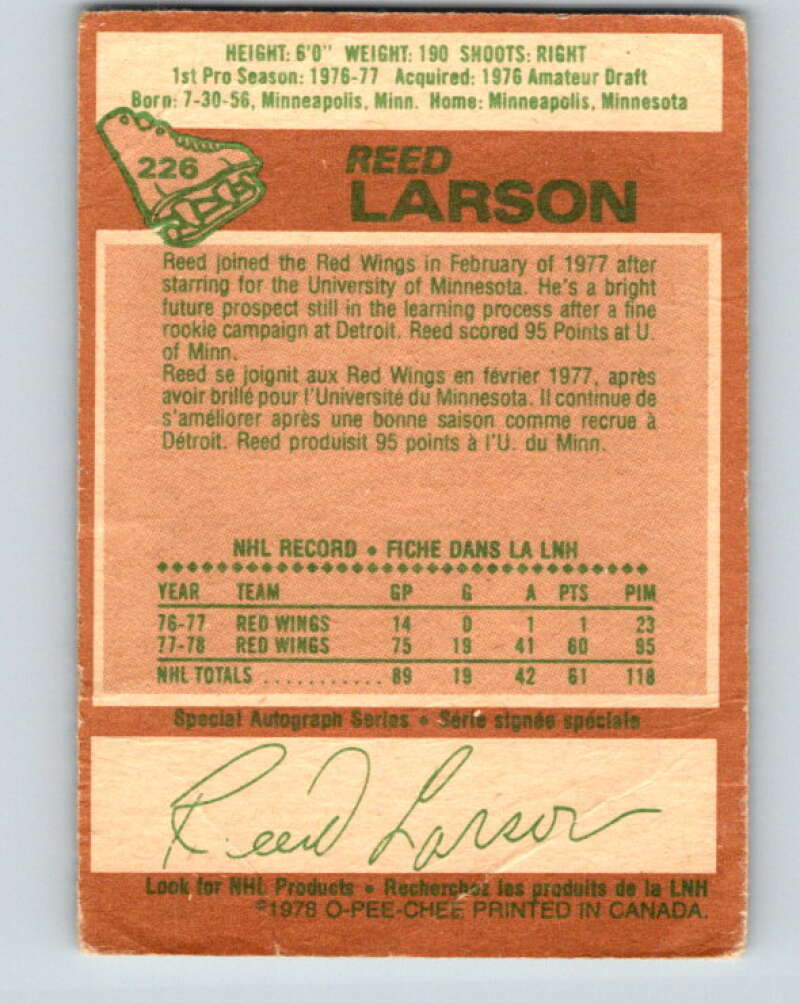 HEIGHT: 6'0" WEIGHT: 190 SHOOTS: RIGHT
1st Pro Season: 1976-77 Acquired: 1976 Amateur Draft
Born: 7-30-56, Minneapolis, Minn. Home: Minneapolis, Minnesota
226
REED
LARSON
Reed joined the Red Wings in February of 1977 after
starring for the University of Minnesota. He's a bright
future prospect still in the learning process after a fine
rookie campaign at Detroit. Reed scored 95 Points at U.
of Minn.
Reed se joignit aux Red Wings en février 1977, après
avoir brillé pour l'Université du Minnesota. Il continue de
s'améliorer après une bonne saison comme recrue à
Détroit. Reed produisit 95 points à l'U. du Minn.
NHL RECORD • FICHE DANS LA LNH
YEAR TEAM GP G A PTS PIM
76-77 RED WINGS 14 0 1 1 23
77-78 RED WINGS 75 19 41 60 95
NHL TOTALS ........... 89 19 42 61 118
Special Autograph Series • Série signée spéciale
Reed Larson
Look for NHL Products • Recherchez les produits de la LNH
©1978 O-PEE-CHEE PRINTED IN CANADA.